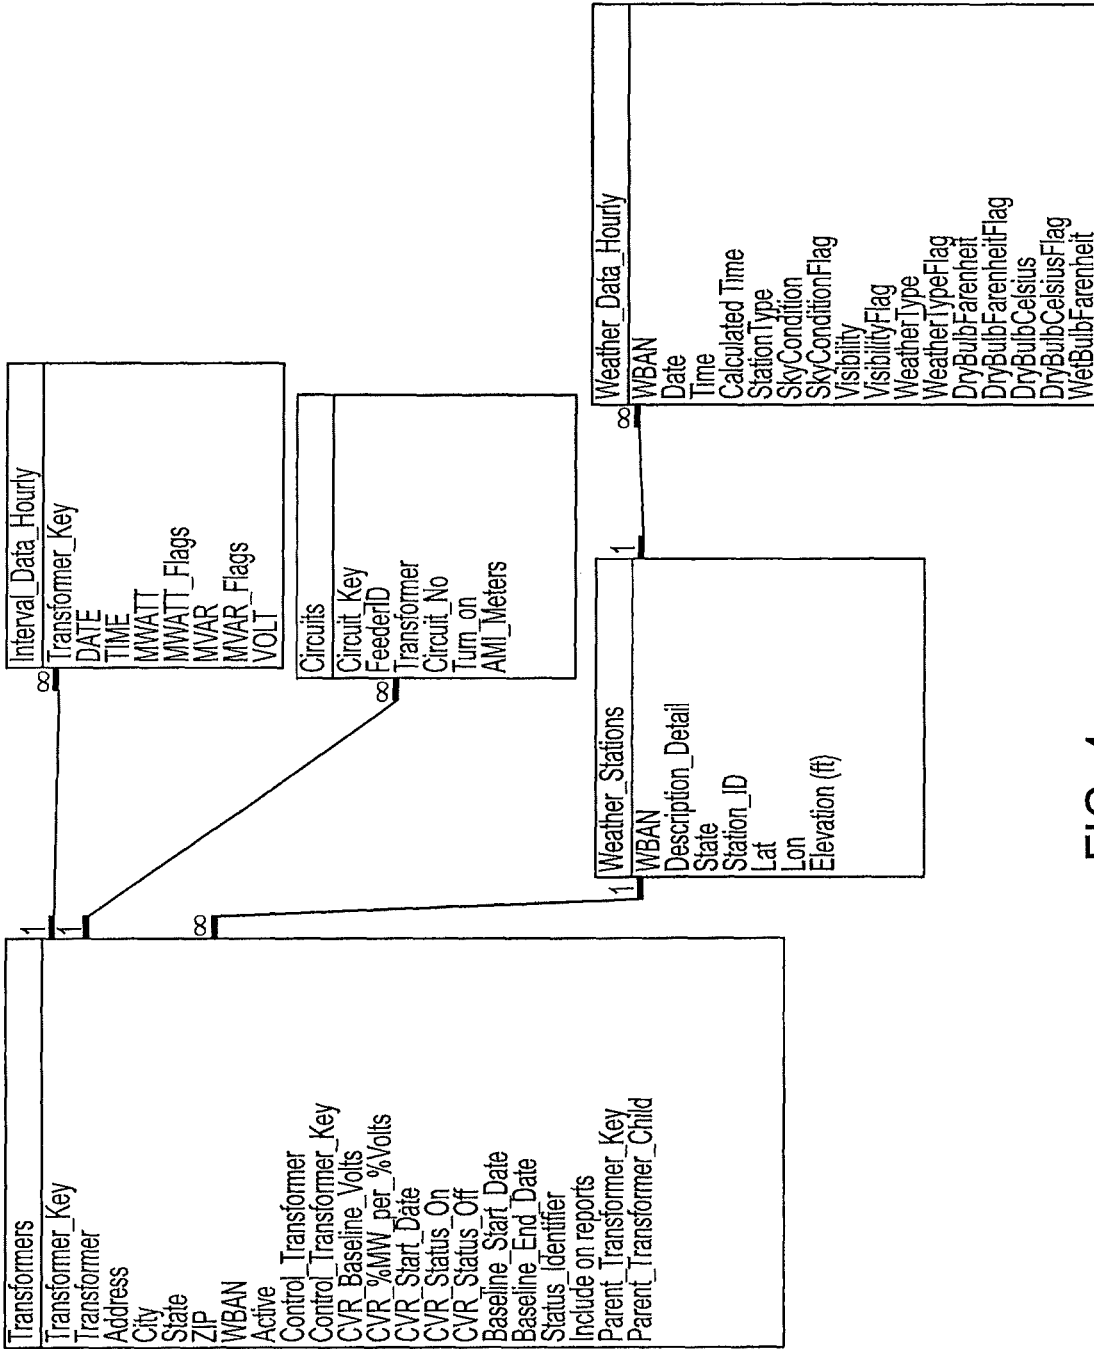 Transformers
Transformer_Key
Transformer
Address
City
State
ZIP
WBAN
Active
Control_Transformer
Control_Transformer_Key
CVR_Baseline_Volts
CVR_%MW_per_%Volts
CVR_Start_Date
CVR_Status_On
CVR_Status_Off
Baseline_Start_Date
Baseline_End_Date
Status_Identifier
Include on reports
Parent_Transformer_Key
Parent_Transformer_Child
1
1
∞
∞
Interval_Data_Hourly
Transformer_Key
DATE
TIME
MWATT
MWATT_Flags
MVAR
MVAR_Flags
VOLT
∞
Circuits
Circuit_Key
FeederID
Transformer
Circuit_No
Turn_on
AMI_Meters
1
Weather_Stations
WBAN
Description_Detail
State
Station_ID
Lat
Lon
Elevation (ft)
1
∞
Weather_Data_Hourly
WBAN
Date
Time
Calculated Time
StationType
SkyCondition
SkyConditionFlag
Visibility
VisibilityFlag
WeatherType
WeatherTypeFlag
DryBulbFarenheit
DryBulbFarenheitFlag
DryBulbCelsius
DryBulbCelsiusFlag
WetBulbFarenheit